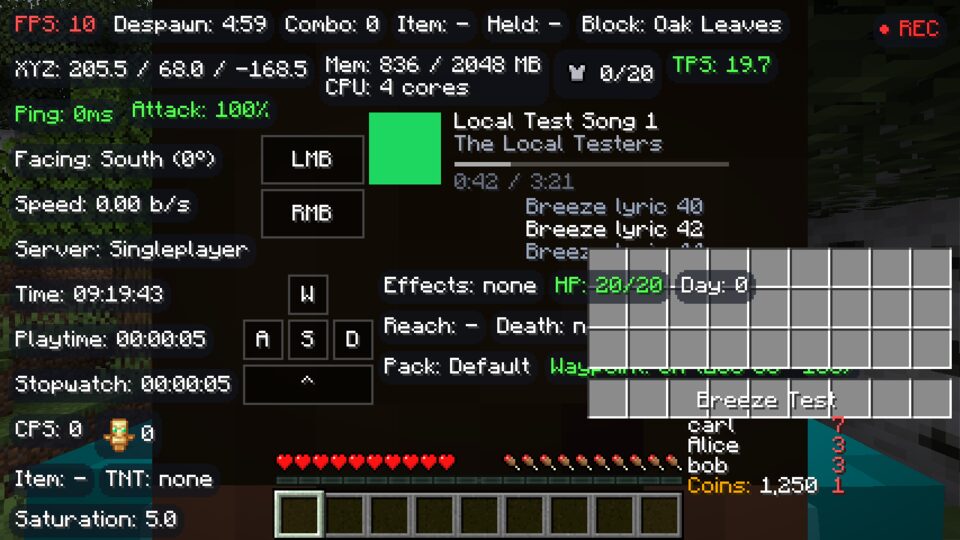 FPS: 10 Despawn: 4:59 Combo: 0 Item: - Held: - Block: Oak Leaves
REC
XYZ: 205.5 / 68.0 / -168.5
Mem: 836 / 2048 MB
CPU: 4 cores
0/20
TPS: 19.7
Ping: 0ms
Attack: 100%
Local Test Song 1
The Local Testers
0:42 / 3:21
LMB
RMB
Facing: South (0°)
Speed: 0.00 b/s
Breeze lyric 40
Breeze lyric 42
Breeze lyric
Server: Singleplayer
Effects: none HP: 20/20 Day: 0
Time: 09:19:43
W
Reach: - Death:
Playtime: 00:00:05
A S D
Pack: Default
Stopwatch: 00:00:05
^
Breeze Test
CPS: 0
0
carl 7
Alice 3
bob 3
Coins: 1,250 1
Item: - TNT: none
Saturation: 5.0